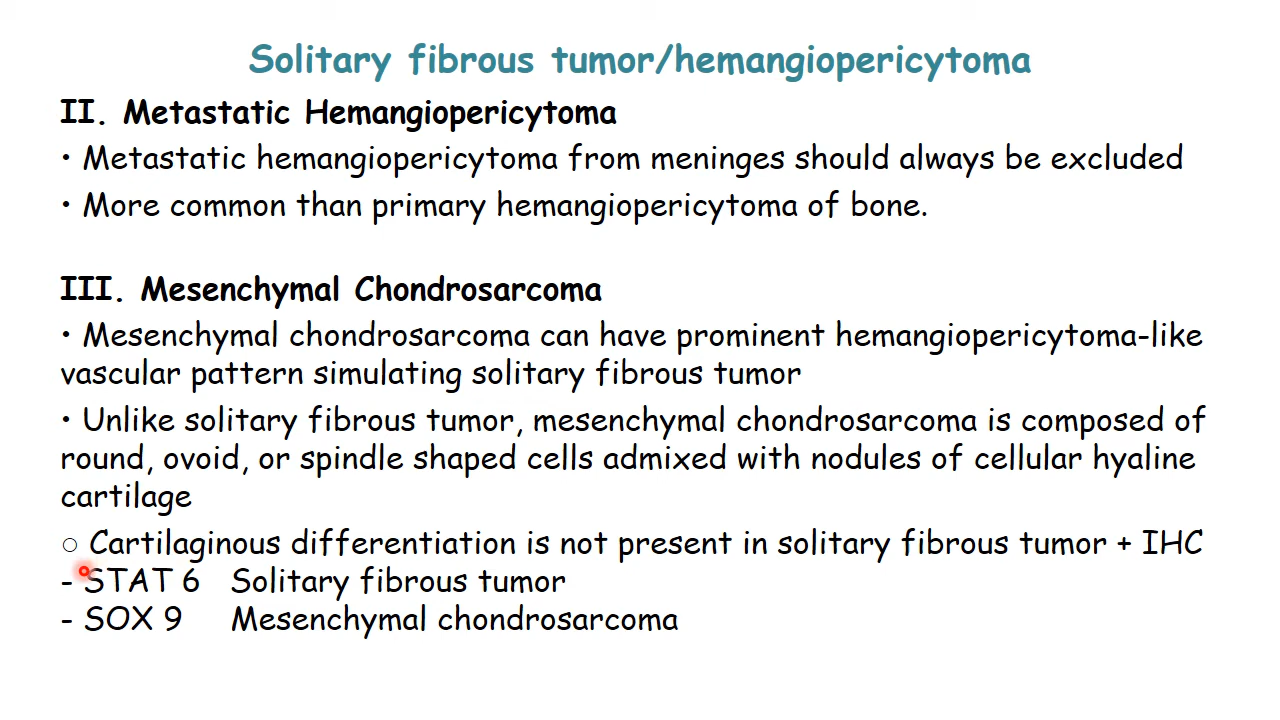 Solitary fibrous tumor/hemangiopericytoma
II. Metastatic Hemangiopericytoma
• Metastatic hemangiopericytoma from meninges should always be excluded
• More common than primary hemangiopericytoma of bone.
III. Mesenchymal Chondrosarcoma
• Mesenchymal chondrosarcoma can have prominent hemangiopericytoma-like
vascular pattern simulating solitary fibrous tumor
• Unlike solitary fibrous tumor, mesenchymal chondrosarcoma is composed of
round, ovoid, or spindle shaped cells admixed with nodules of cellular hyaline
cartilage
○ Cartilaginous differentiation is not present in solitary fibrous tumor + IHC
- STAT 6 Solitary fibrous tumor
- SOX 9 Mesenchymal chondrosarcoma